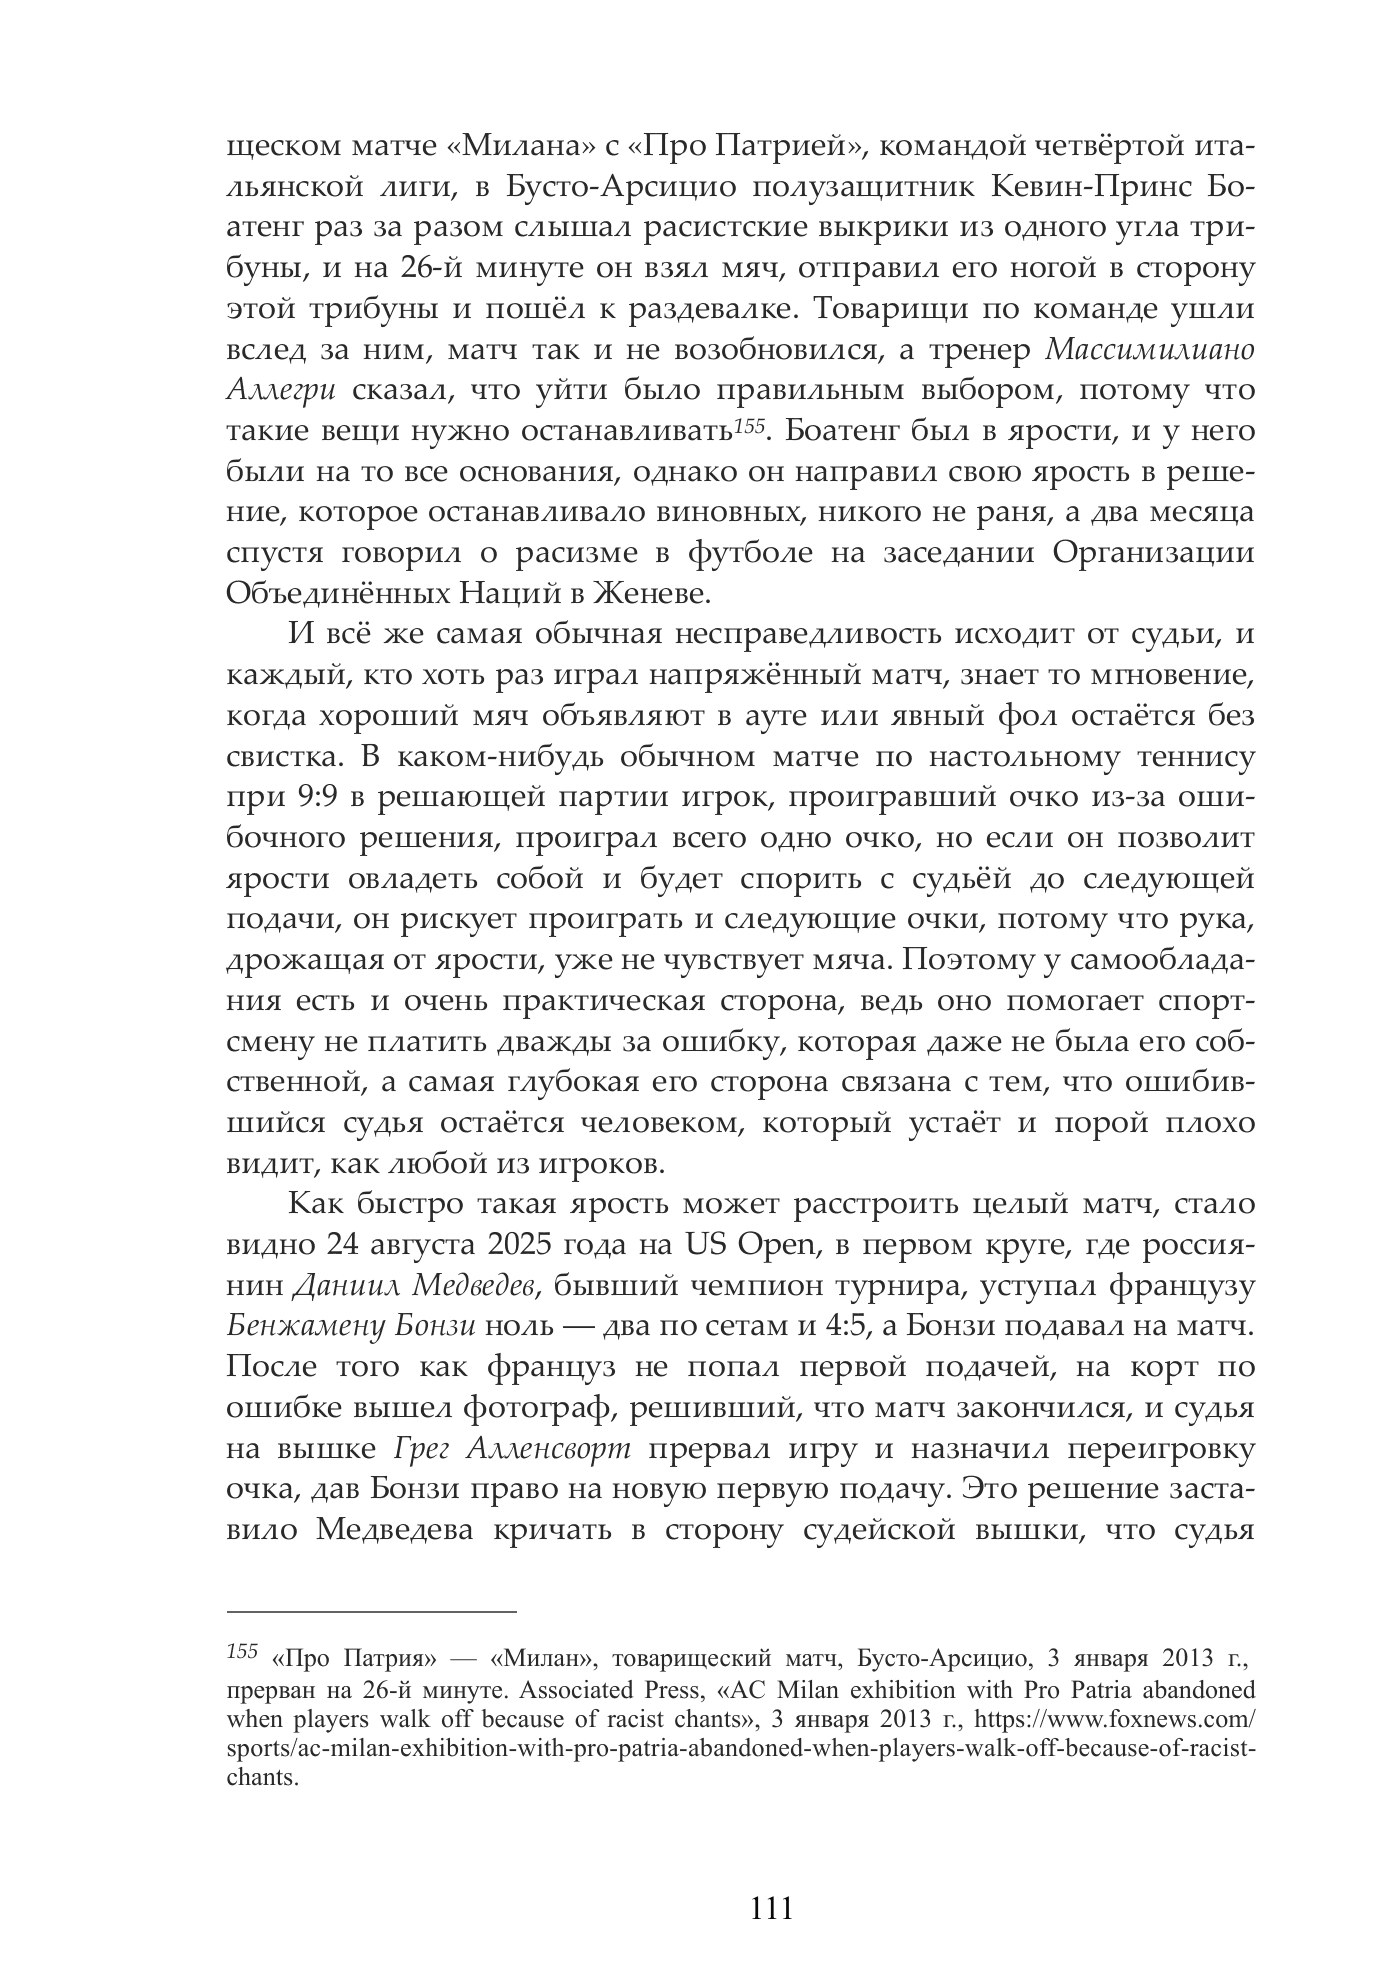 щеском матче «Милана» с «Про Патрией», командой четвёртой ита-
льянской лиги, в Бусто-Арсицио полузащитник Кевин-Принс Бо-
атенг раз за разом слышал расистские выкрики из одного угла три-
буны, и на 26-й минуте он взял мяч, отправил его ногой в сторону
этой трибуны и пошёл к раздевалке. Товарищи по команде ушли
вслед за ним, матч так и не возобновился, а тренер Массимилиано
Аллегри сказал, что уйти было правильным выбором, потому что
такие вещи нужно останавливать155. Боатенг был в ярости, и у него
были на то все основания, однако он направил свою ярость в реше-
ние, которое останавливало виновных, никого не раня, а два месяца
спустя говорил о расизме в футболе на заседании Организации
Объединённых Наций в Женеве.
И всё же самая обычная несправедливость исходит от судьи, и
каждый, кто хоть раз играл напряжённый матч, знает то мгновение,
когда хороший мяч объявляют в ауте или явный фол остаётся без
свистка. В каком-нибудь обычном матче по настольному теннису
при 9:9 в решающей партии игрок, проигравший очко из-за оши-
бочного решения, проиграл всего одно очко, но если он позволит
ярости овладеть собой и будет спорить с судьёй до следующей
подачи, он рискует проиграть и следующие очки, потому что рука,
дрожащая от ярости, уже не чувствует мяча. Поэтому у самооблада-
ния есть и очень практическая сторона, ведь оно помогает спорт-
смену не платить дважды за ошибку, которая даже не была его соб-
ственной, а самая глубокая его сторона связана с тем, что ошибив-
шийся судья остаётся человеком, который устаёт и порой плохо
видит, как любой из игроков.
Как быстро такая ярость может расстроить целый матч, стало
видно 24 августа 2025 года на US Open, в первом круге, где россия-
нин Даниил Медведев, бывший чемпион турнира, уступал французу
Бенжамену Бонзи ноль — два по сетам и 4:5, а Бонзи подавал на матч.
После того как француз не попал первой подачей, на корт по
ошибке вышел фотограф, решивший, что матч закончился, и судья
на вышке Грег Алленсворт прервал игру и назначил переигровку
очка, дав Бонзи право на новую первую подачу. Это решение заста-
вило Медведева кричать в сторону судейской вышки, что судья
155 «Про Патрия» — «Милан», товарищеский матч, Бусто-Арсицио, 3 января 2013 г.,
прерван на 26-й минуте. Associated Press, «AC Milan exhibition with Pro Patria abandoned
when players walk off because of racist chants», 3 января 2013 г., https://www.foxnews.com/
sports/ac-milan-exhibition-with-pro-patria-abandoned-when-players-walk-off-because-of-racist-
chants.
111